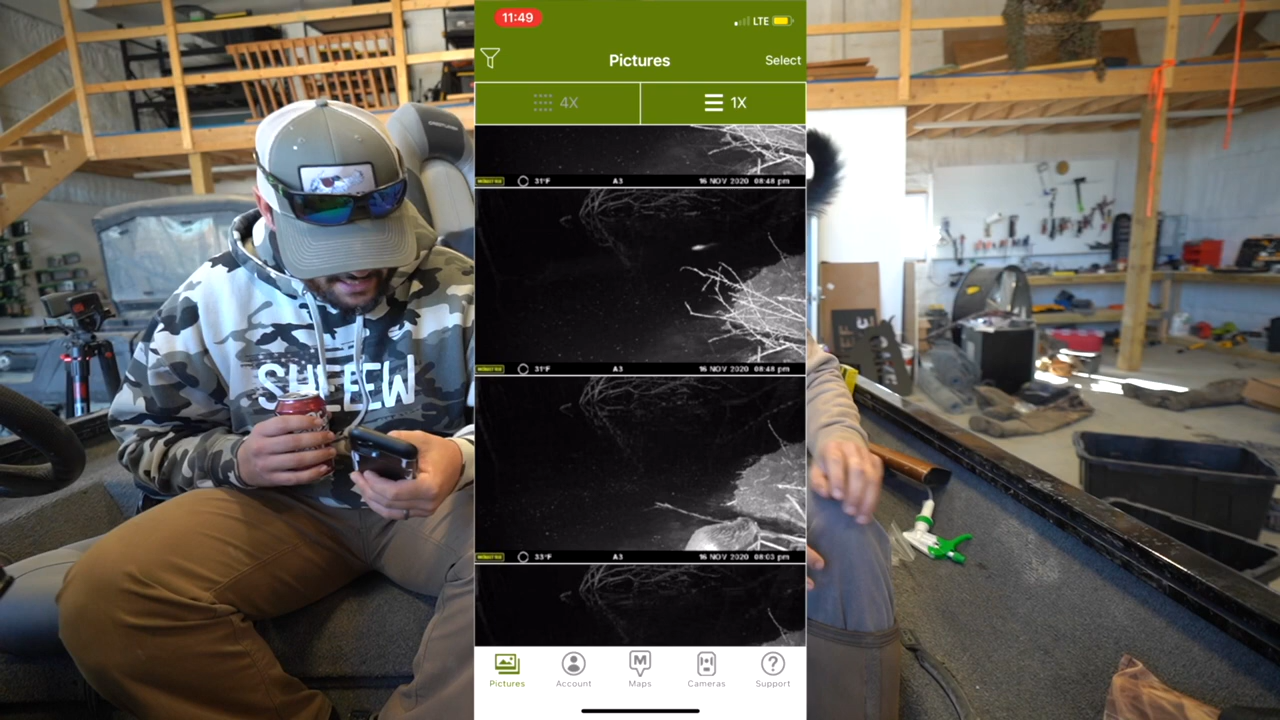 11:49
LTE
Pictures
Select
4X
1X
31°F A3 16 NOV 2020 08:48 pm
31°F A3 16 NOV 2020 08:48 pm
33°F A3 16 NOV 2020 08:03 pm
Pictures
Account
Maps
Cameras
Support
SHEEEW